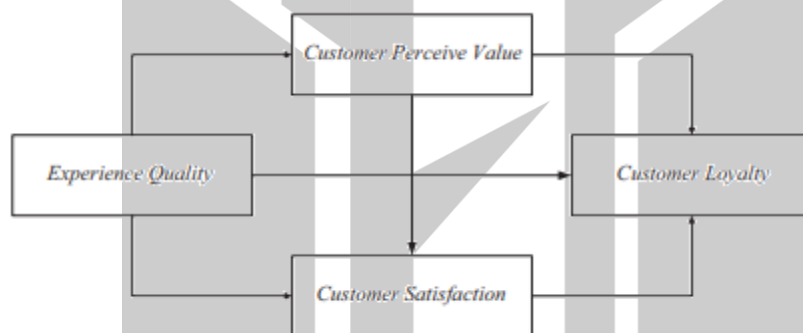 Customer Perceive Value
Experience Quality
Customer Loyalty
Customer Satisfaction